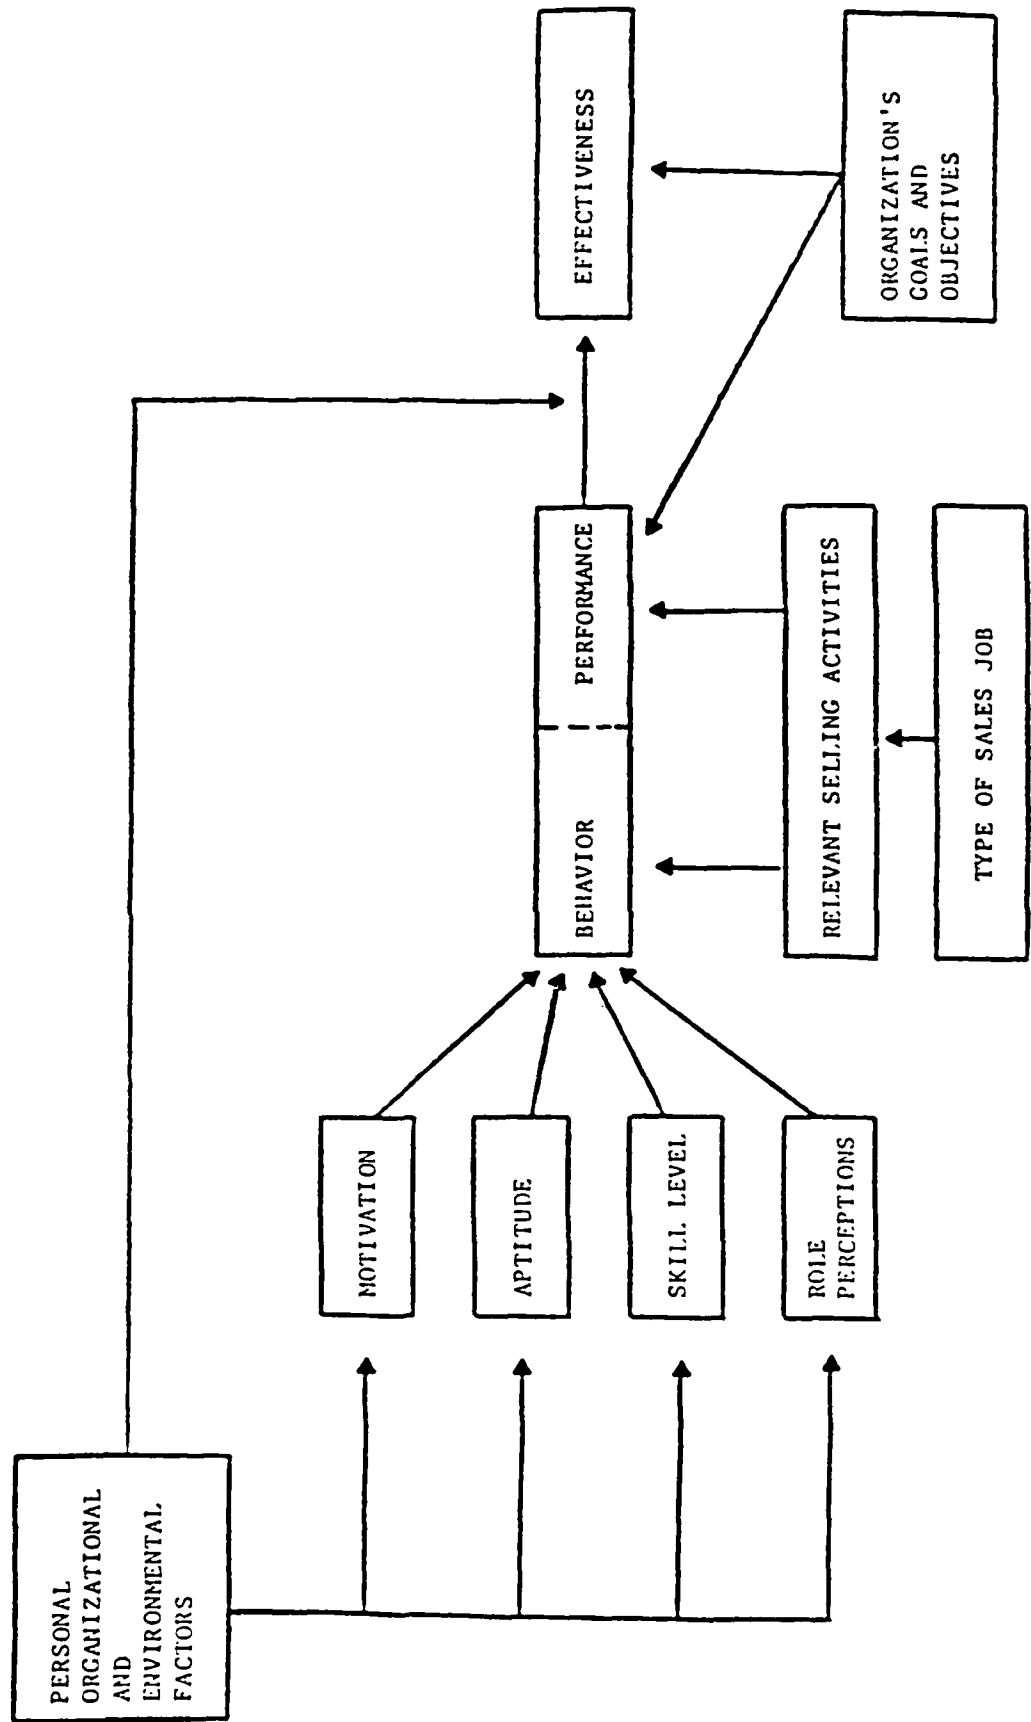 PERSONAL
ORGANIZATIONAL
AND
ENVIRONMENTAL
FACTORS
MOTIVATION
APTITUDE
SKILL LEVEL
ROLE
PERCEPTIONS
BEHAVIOR
PERFORMANCE
EFFECTIVENESS
RELEVANT SELLING ACTIVITIES
TYPE OF SALES JOB
ORGANIZATION'S
GOALS AND
OBJECTIVES